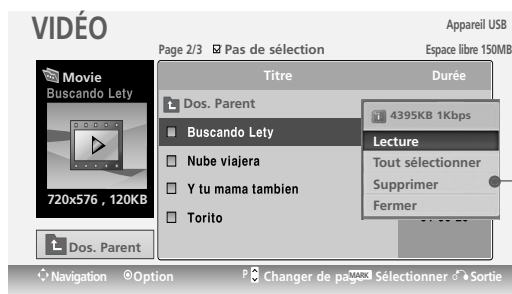 VIDÉO
Appareil USB
Page 2/3 Pas de sélection
Espace libre 150MB
Movie
Buscando Lety
720x576 , 120KB
Dos. Parent
Titre
Durée
Dos. Parent
Buscando Lety
Nube viajera
Y tu mama tambien
Torito
4395KB 1Kbps
Lecture
Tout sélectionner
Supprimer
Fermer
Navigation
Option
P Changer de page
MARK Sélectionner
Sortie